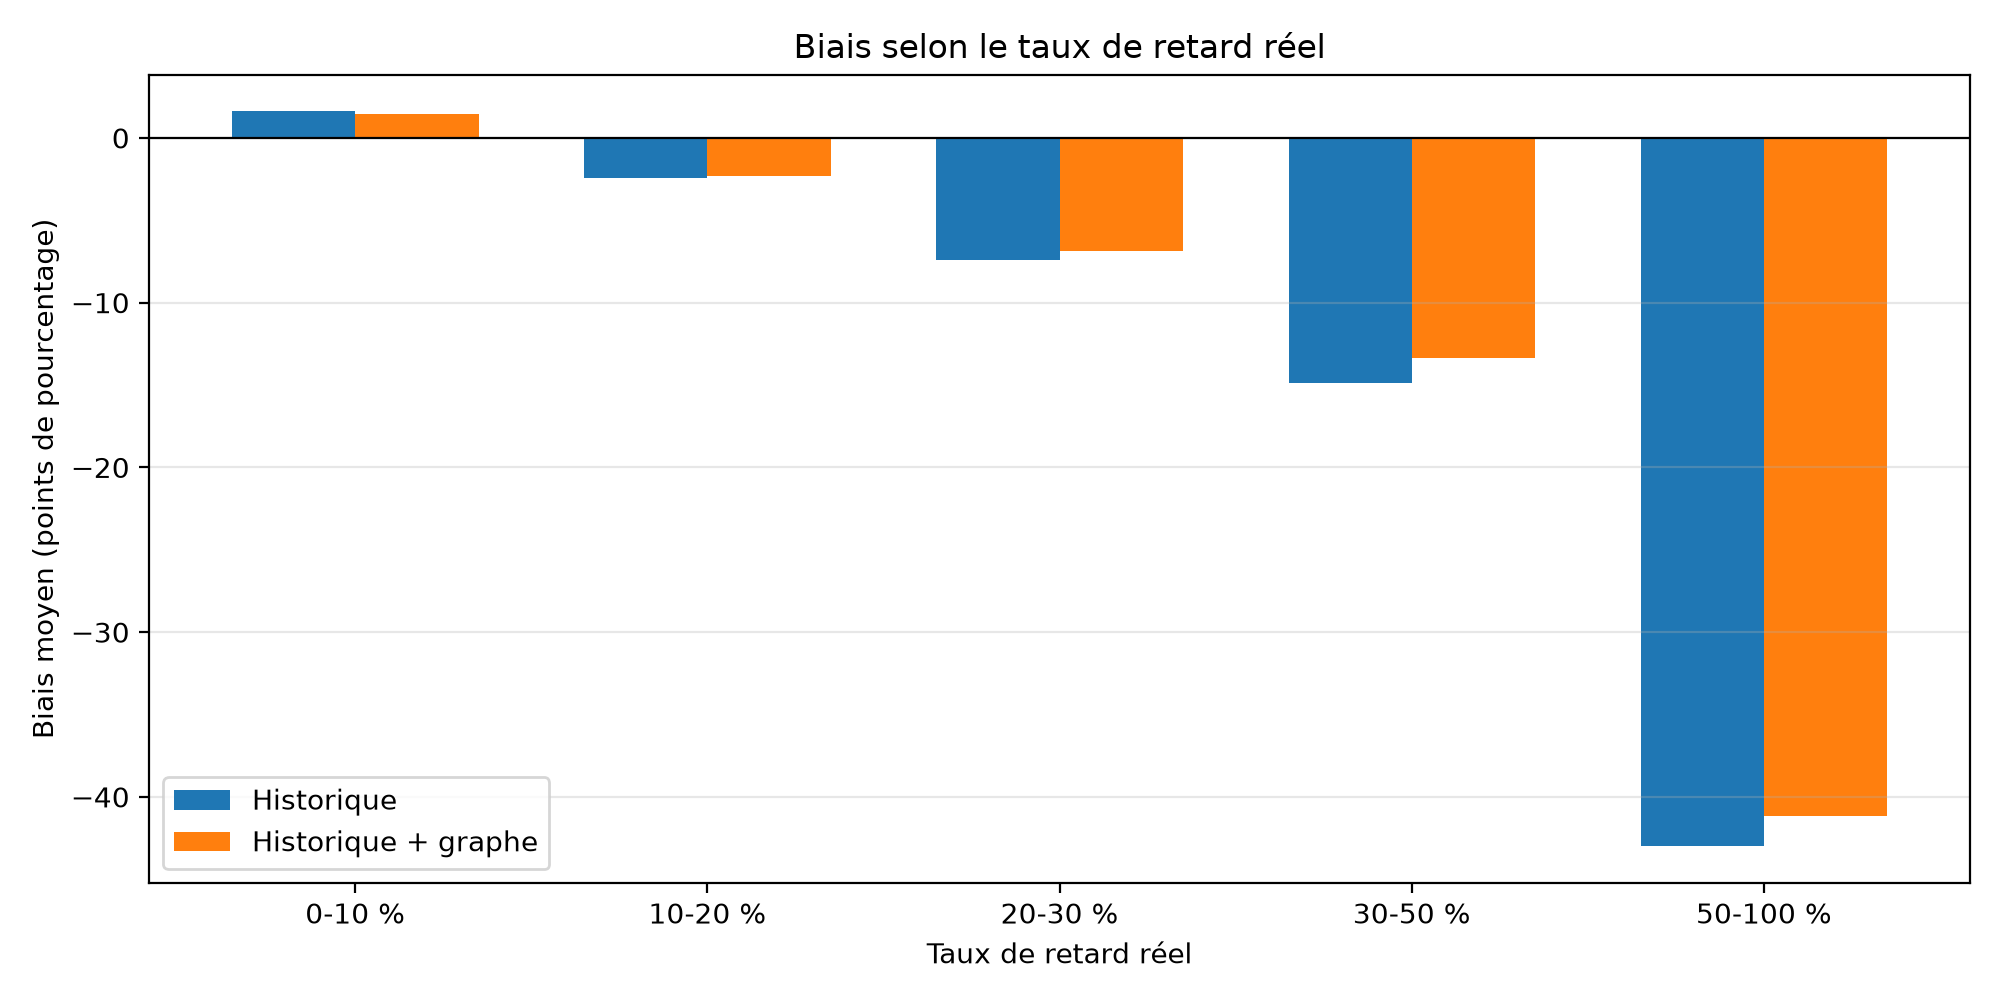 Biais selon le taux de retard réel
Biais moyen (points de pourcentage)
0
−10
−20
−30
−40
Historique
Historique + graphe
0-10 %
10-20 %
20-30 %
30-50 %
50-100 %
Taux de retard réel